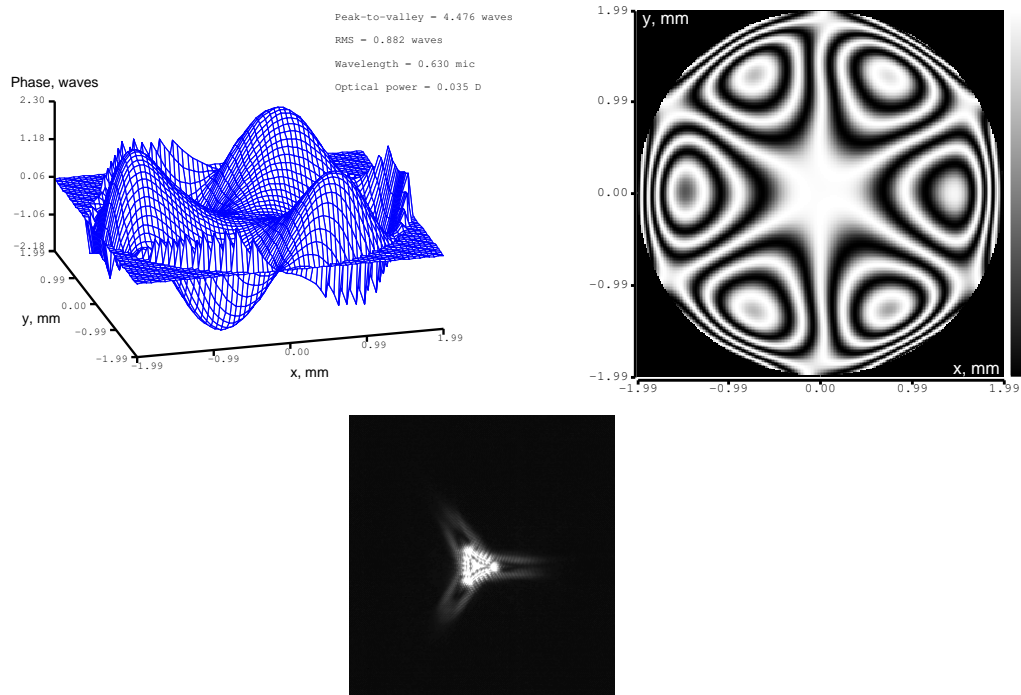 Peak-to-valley = 4.476 waves
RMS = 0.882 waves
Wavelength = 0.630 mic
Optical power = 0.035 D
Phase, waves
2.30
1.18
0.06
-1.06
-2.18
1.99
0.99
0.00
-0.99
-1.99
y, mm
-1.99
-0.99
0.00
0.99
1.99
x, mm
1.99
0.99
0.00
-0.99
-1.99
y, mm
x, mm
-1.99
-0.99
0.00
0.99
1.99